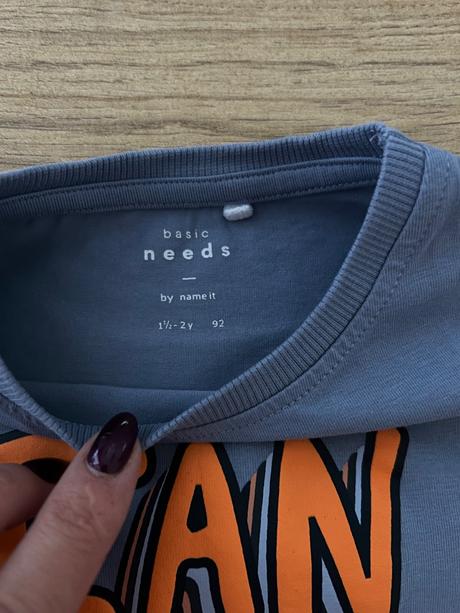 basic
needs
by name it
1½-2y 92
AN